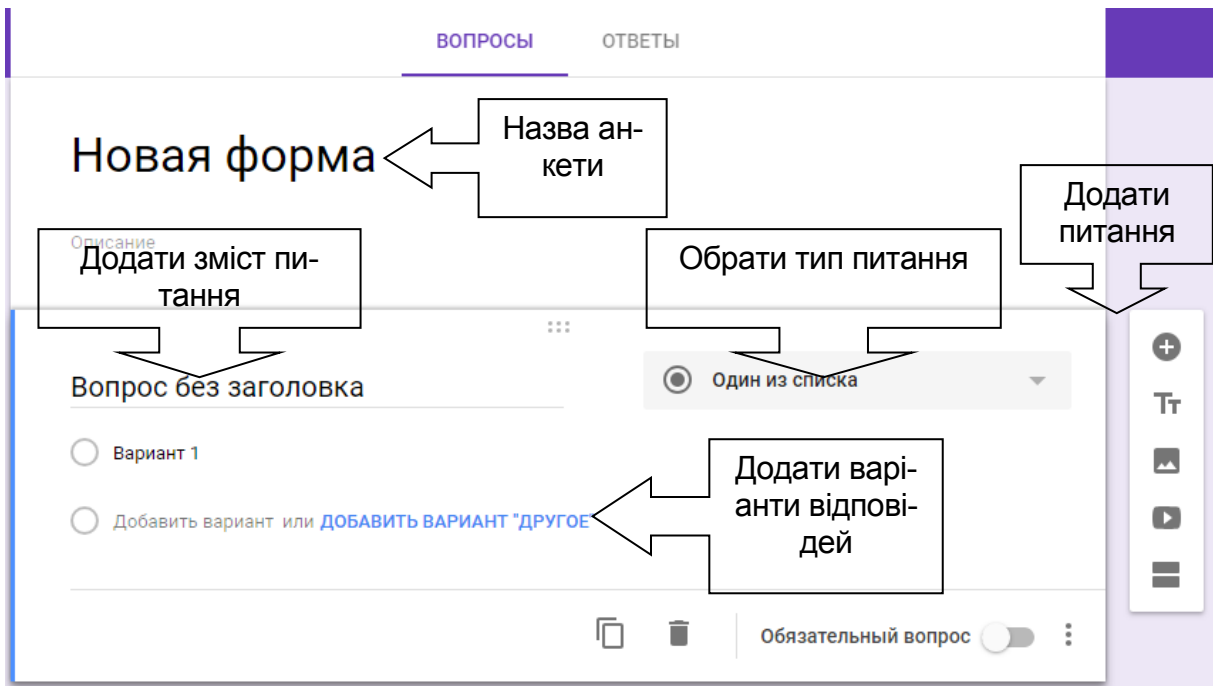 ВОПРОСЫ ОТВЕТЫ
Новая форма
Назва ан-
кети
Додати
питання
Описание
Додати зміст пи-
тання
Обрати тип питання
Вопрос без заголовка
Один из списка
Вариант 1
Добавить вариант или ДОБАВИТЬ ВАРИАНТ "ДРУГОЕ"
Додати варі-
анти відпові-
дей
Обязательный вопрос